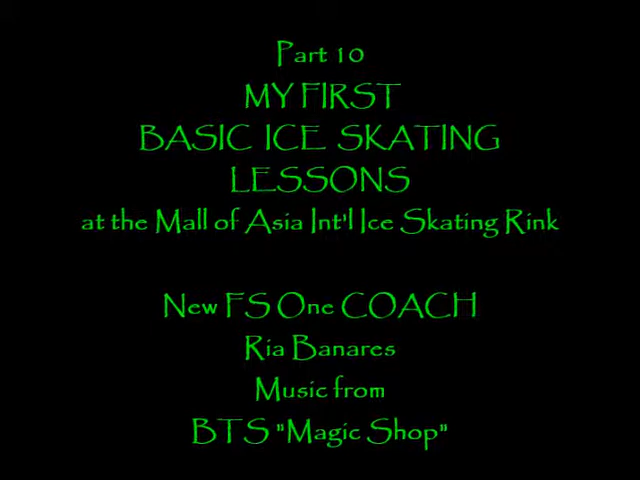 Part 10
MY FIRST
BASIC ICE SKATING
LESSONS
at the Mall of Asia Int'l Ice Skating Rink
New FS One COACH
Ria Banares
Music from
BTS "Magic Shop"